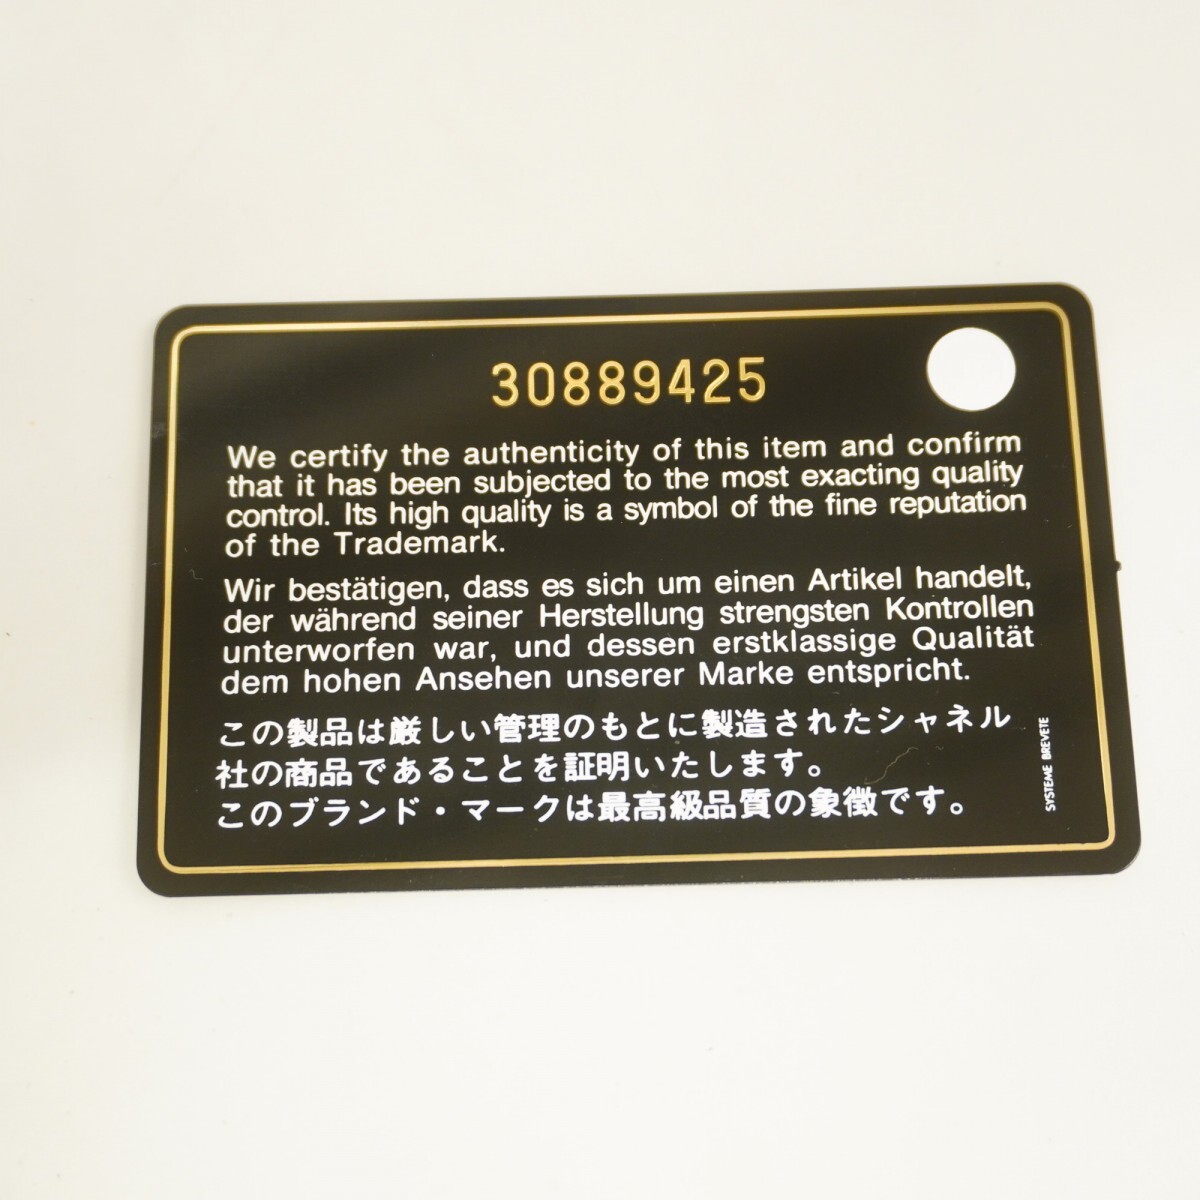 30889425
We certify the authenticity of this item and confirm
that it has been subjected to the most exacting quality
control. Its high quality is a symbol of the fine reputation
of the Trademark.
Wir bestätigen, dass es sich um einen Artikel handelt,
der während seiner Herstellung strengsten Kontrollen
unterworfen war, und dessen erstklassige Qualität
dem hohen Ansehen unserer Marke entspricht.
この製品は厳しい管理のもとに製造されたシャネル
社の商品であることを証明いたします。
このブランド・マークは最高級品質の象徴です。
SYSTEME BREVETE